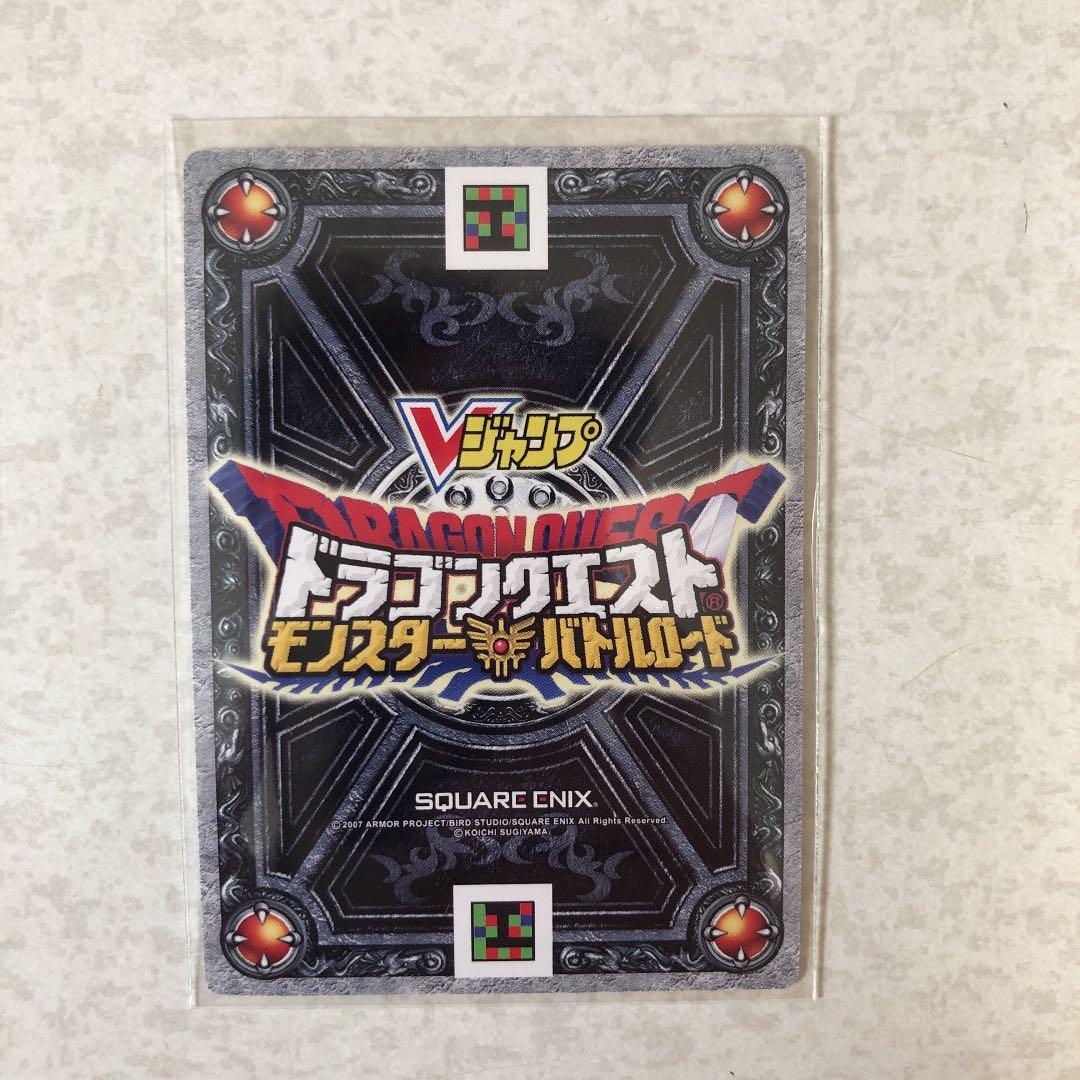 Vジャンプ
DRAGON QUEST
ドラゴンクエスト®
モンスターバトルロード
SQUARE ENIX®
© 2007 ARMOR PROJECT/BIRD STUDIO/SQUARE ENIX All Rights Reserved.
© KOICHI SUGIYAMA.